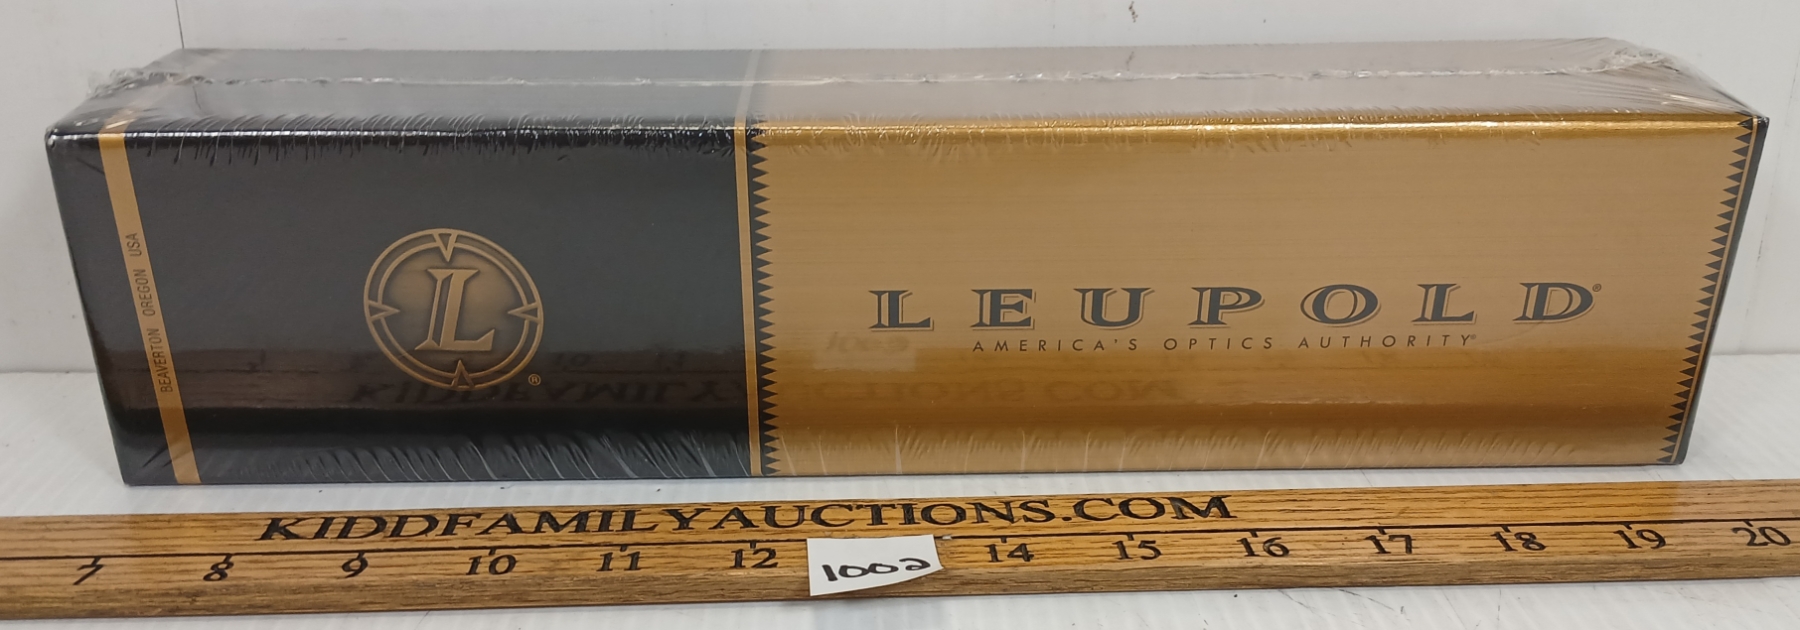 BEAVERTON OREGON USA
L®
LEUPOLD®
AMERICA'S OPTICS AUTHORITY®
KIDDFAMILYAUCTIONS.COM
7 8 9 10 11 12 14 15 16 17 18 19 20
1002